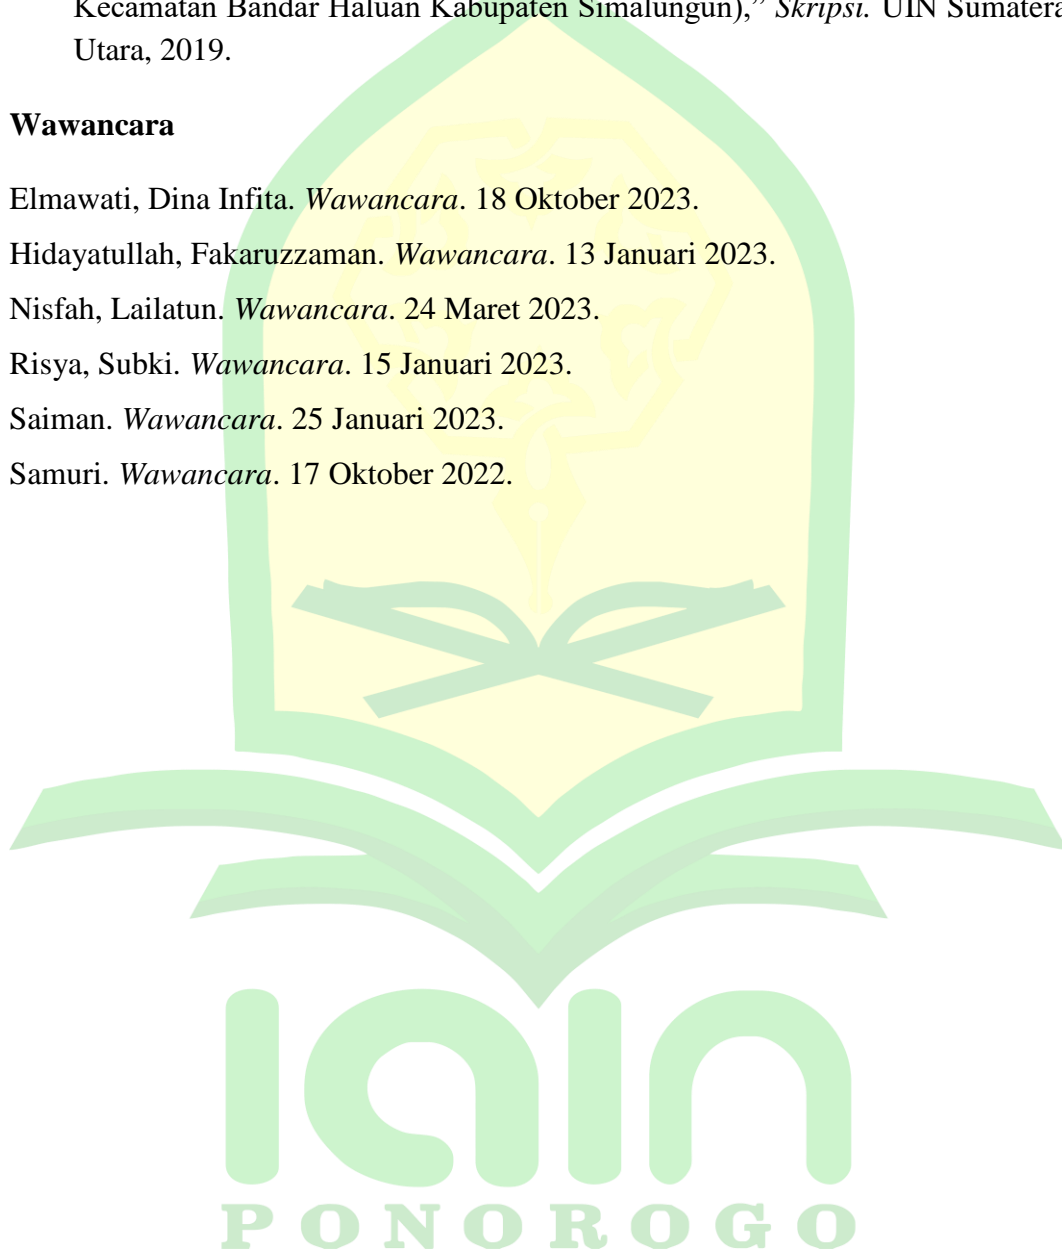 Kecamatan Bandar Haluan Kabupaten Simalungun),” Skripsi. UIN Sumatera
Utara, 2019.
Wawancara
Elmawati, Dina Infita. Wawancara. 18 Oktober 2023.
Hidayatullah, Fakaruzzaman. Wawancara. 13 Januari 2023.
Nisfah, Lailatun. Wawancara. 24 Maret 2023.
Risya, Subki. Wawancara. 15 Januari 2023.
Saiman. Wawancara. 25 Januari 2023.
Samuri. Wawancara. 17 Oktober 2022.
iain
PONOROGO